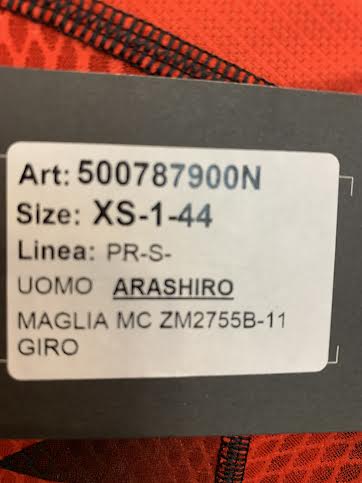 Art: 500787900N
Size: XS-1-44
Linea: PR-S-
UOMO ARASHIRO
MAGLIA MC ZM2755B-11
GIRO